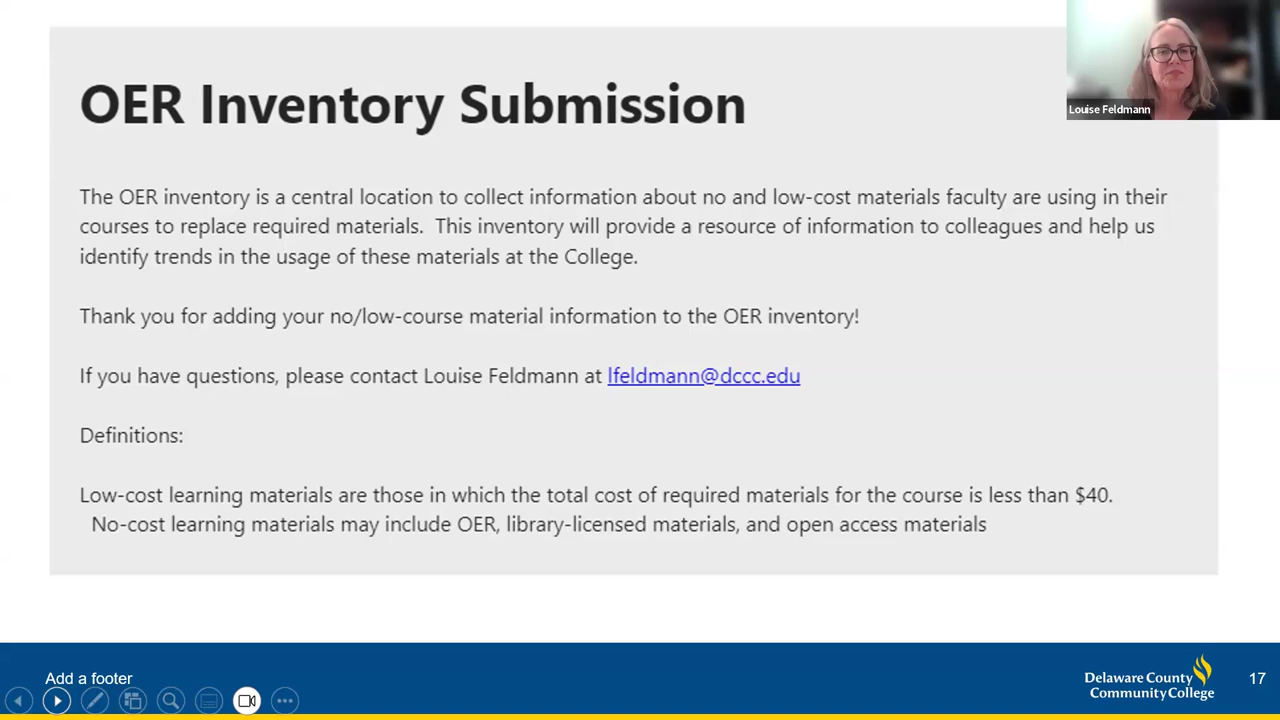 OER Inventory Submission
Louise Feldmann
The OER inventory is a central location to collect information about no and low-cost materials faculty are using in their
courses to replace required materials.  This inventory will provide a resource of information to colleagues and help us
identify trends in the usage of these materials at the College.
Thank you for adding your no/low-course material information to the OER inventory!
If you have questions, please contact Louise Feldmann at lfeldmann@dccc.edu
Definitions:
Low-cost learning materials are those in which the total cost of required materials for the course is less than $40.
No-cost learning materials may include OER, library-licensed materials, and open access materials
Add a footer
Delaware County
Community College
17